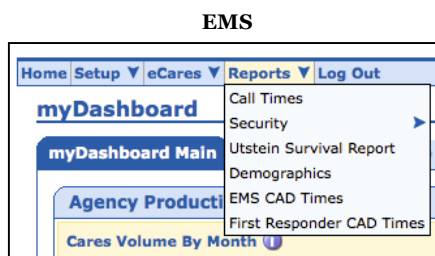 EMS
Home Setup eCares Reports Log Out
myDashboard
Call Times
Security
myDashboard Main
Utstein Survival Report
Demographics
Agency Producti
EMS CAD Times
First Responder CAD Times
Cares Volume By Month